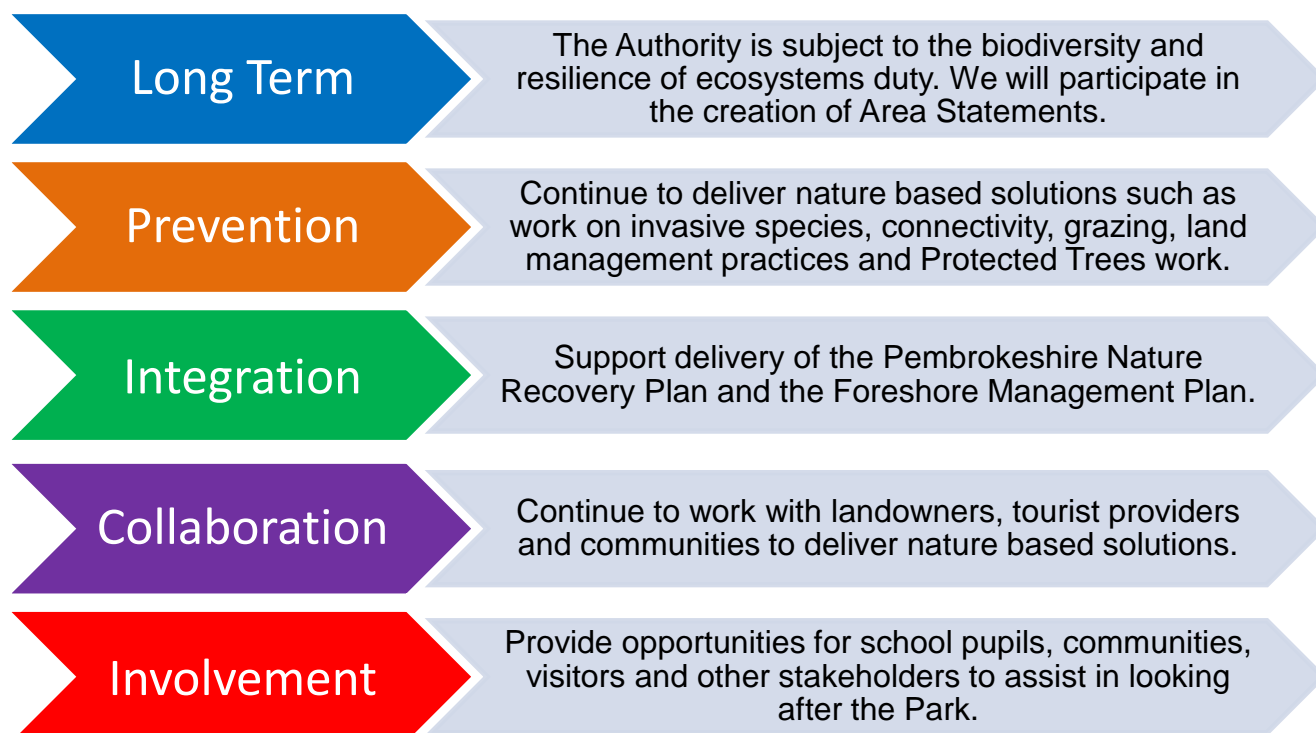 Long Term
The Authority is subject to the biodiversity and
resilience of ecosystems duty. We will participate in
the creation of Area Statements.
Prevention
Continue to deliver nature based solutions such as
work on invasive species, connectivity, grazing, land
management practices and Protected Trees work.
Integration
Support delivery of the Pembrokeshire Nature
Recovery Plan and the Foreshore Management Plan.
Collaboration
Continue to work with landowners, tourist providers
and communities to deliver nature based solutions.
Involvement
Provide opportunities for school pupils, communities,
visitors and other stakeholders to assist in looking
after the Park.